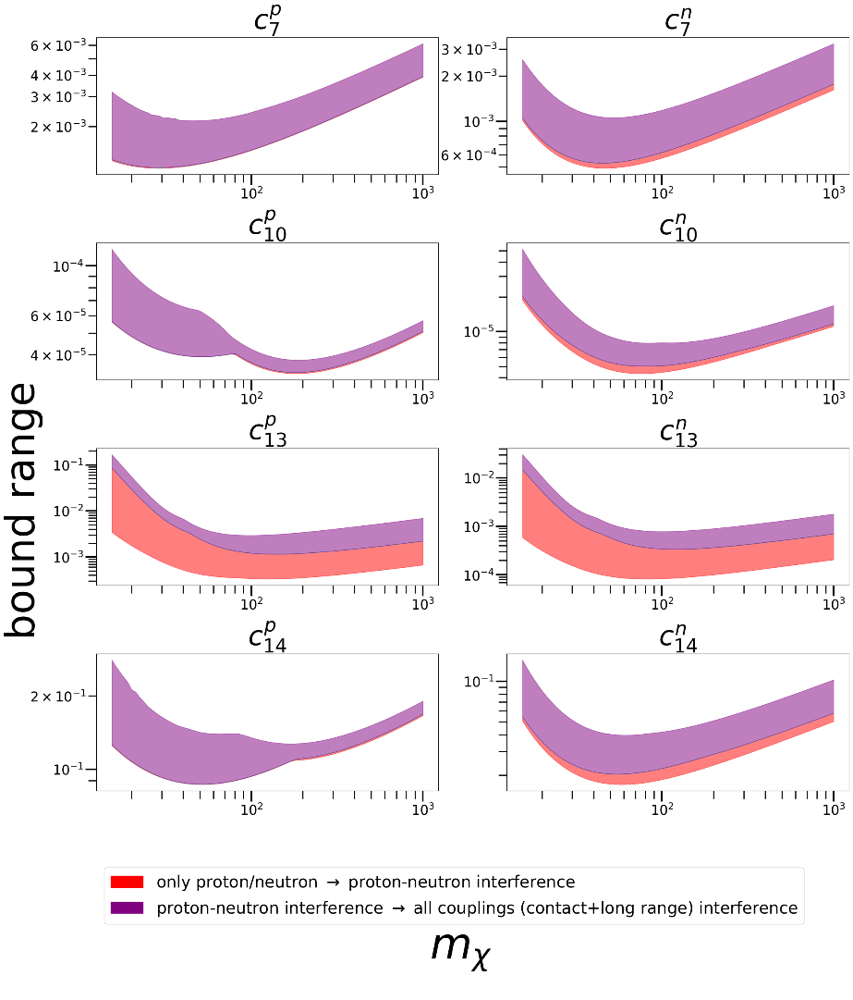 c_7^p
c_7^n
6 × 10^−3
4 × 10^−3
3 × 10^−3
2 × 10^−3
10^2
10^3
3 × 10^−3
2 × 10^−3
10^−3
6 × 10^−4
10^2
10^3
c_10^p
c_10^n
10^−4
6 × 10^−5
4 × 10^−5
10^2
10^3
10^−5
10^2
10^3
bound range
c_13^p
c_13^n
10^−1
10^−2
10^−3
10^2
10^3
10^−2
10^−3
10^−4
10^2
10^3
c_14^p
c_14^n
2 × 10^−1
10^−1
10^2
10^3
10^−1
10^2
10^3
only proton/neutron → proton-neutron interference
proton-neutron interference → all couplings (contact+long range) interference
m_χ